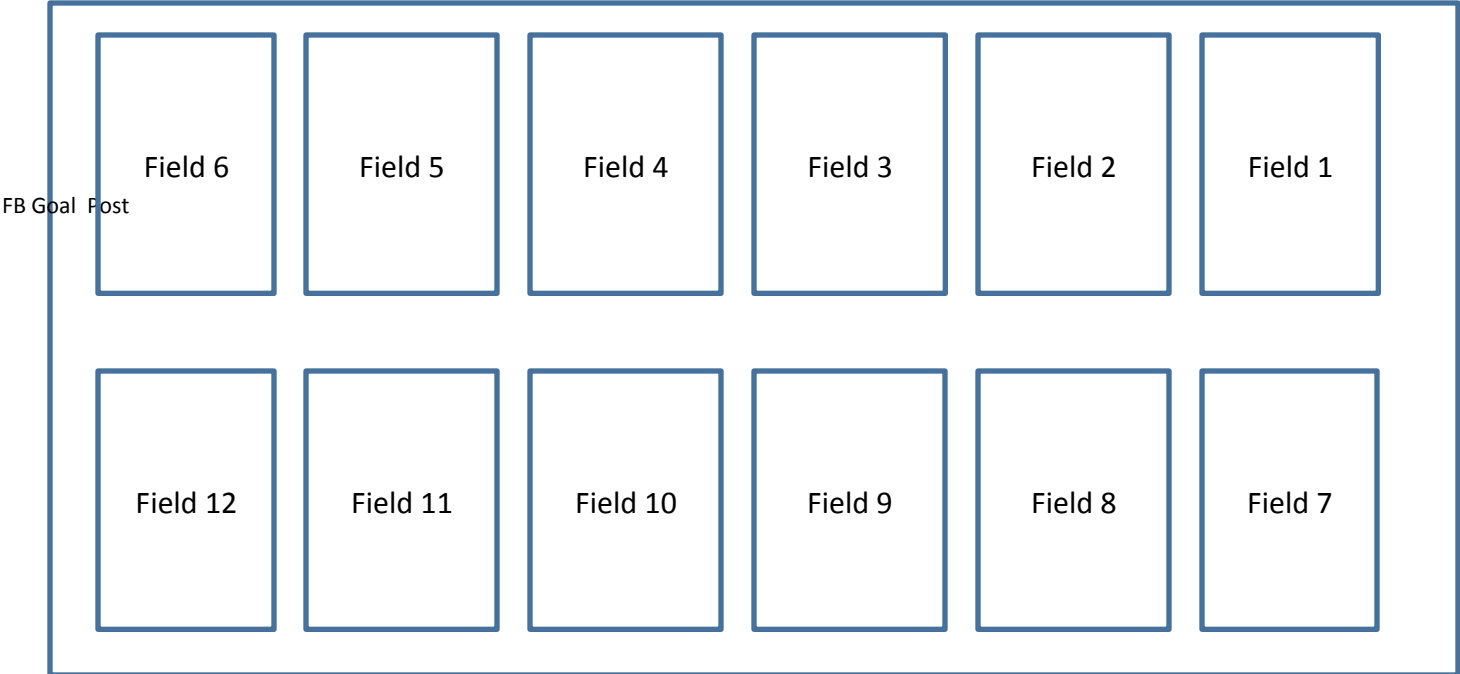 Field 6
Field 5
Field 4
Field 3
Field 2
Field 1
FB Goal Post
Field 12
Field 11
Field 10
Field 9
Field 8
Field 7